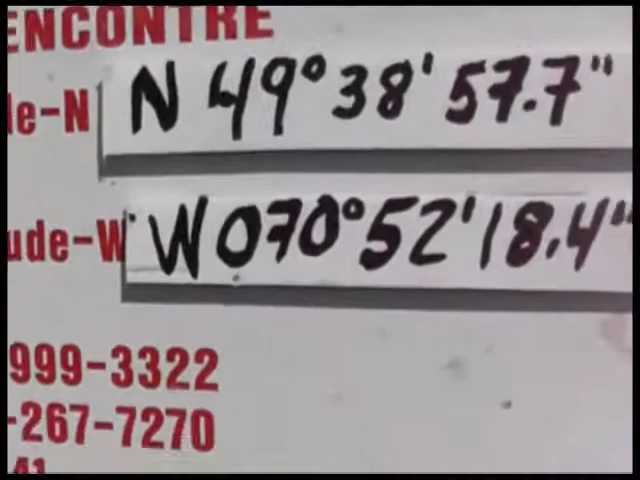 ENCONTRE
de-N N 49° 38' 57.7"
ude-W W 070° 52' 18.4"
999-3322
-267-7270